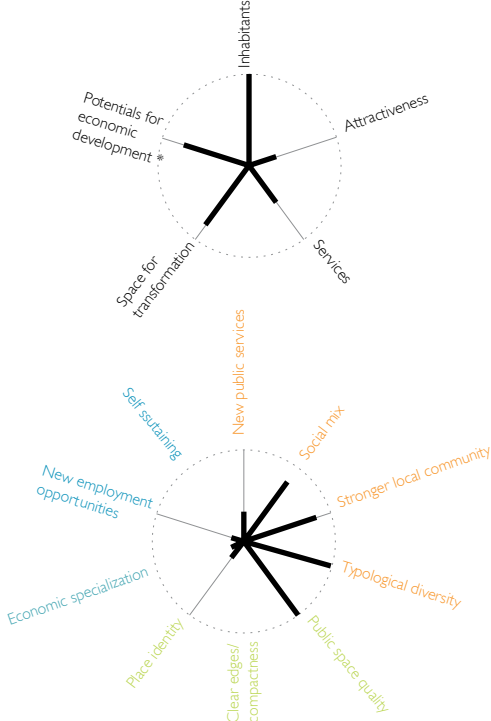 Inhabitants
Potentials for
economic
development *
Attractiveness
Space for
transformation
Services
New public services
Self ssutaining
Social mix
New employment
opportunities
Stronger local community
Economic specialization
Typological diversity
Place identity
Clear edges/
compactness
Public space quality